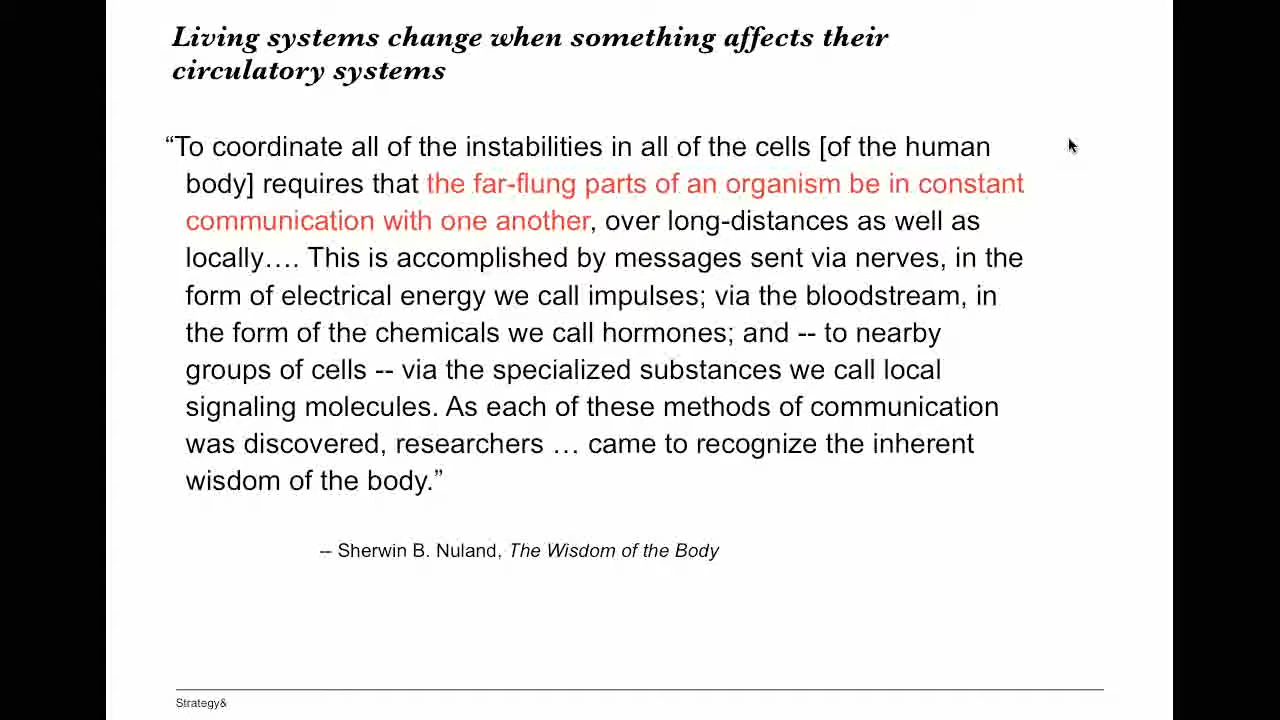 Living systems change when something affects their
circulatory systems
“To coordinate all of the instabilities in all of the cells [of the human
body] requires that the far-flung parts of an organism be in constant
communication with one another, over long-distances as well as
locally…. This is accomplished by messages sent via nerves, in the
form of electrical energy we call impulses; via the bloodstream, in
the form of the chemicals we call hormones; and -- to nearby
groups of cells -- via the specialized substances we call local
signaling molecules. As each of these methods of communication
was discovered, researchers … came to recognize the inherent
wisdom of the body.”
-- Sherwin B. Nuland, The Wisdom of the Body
Strategy&